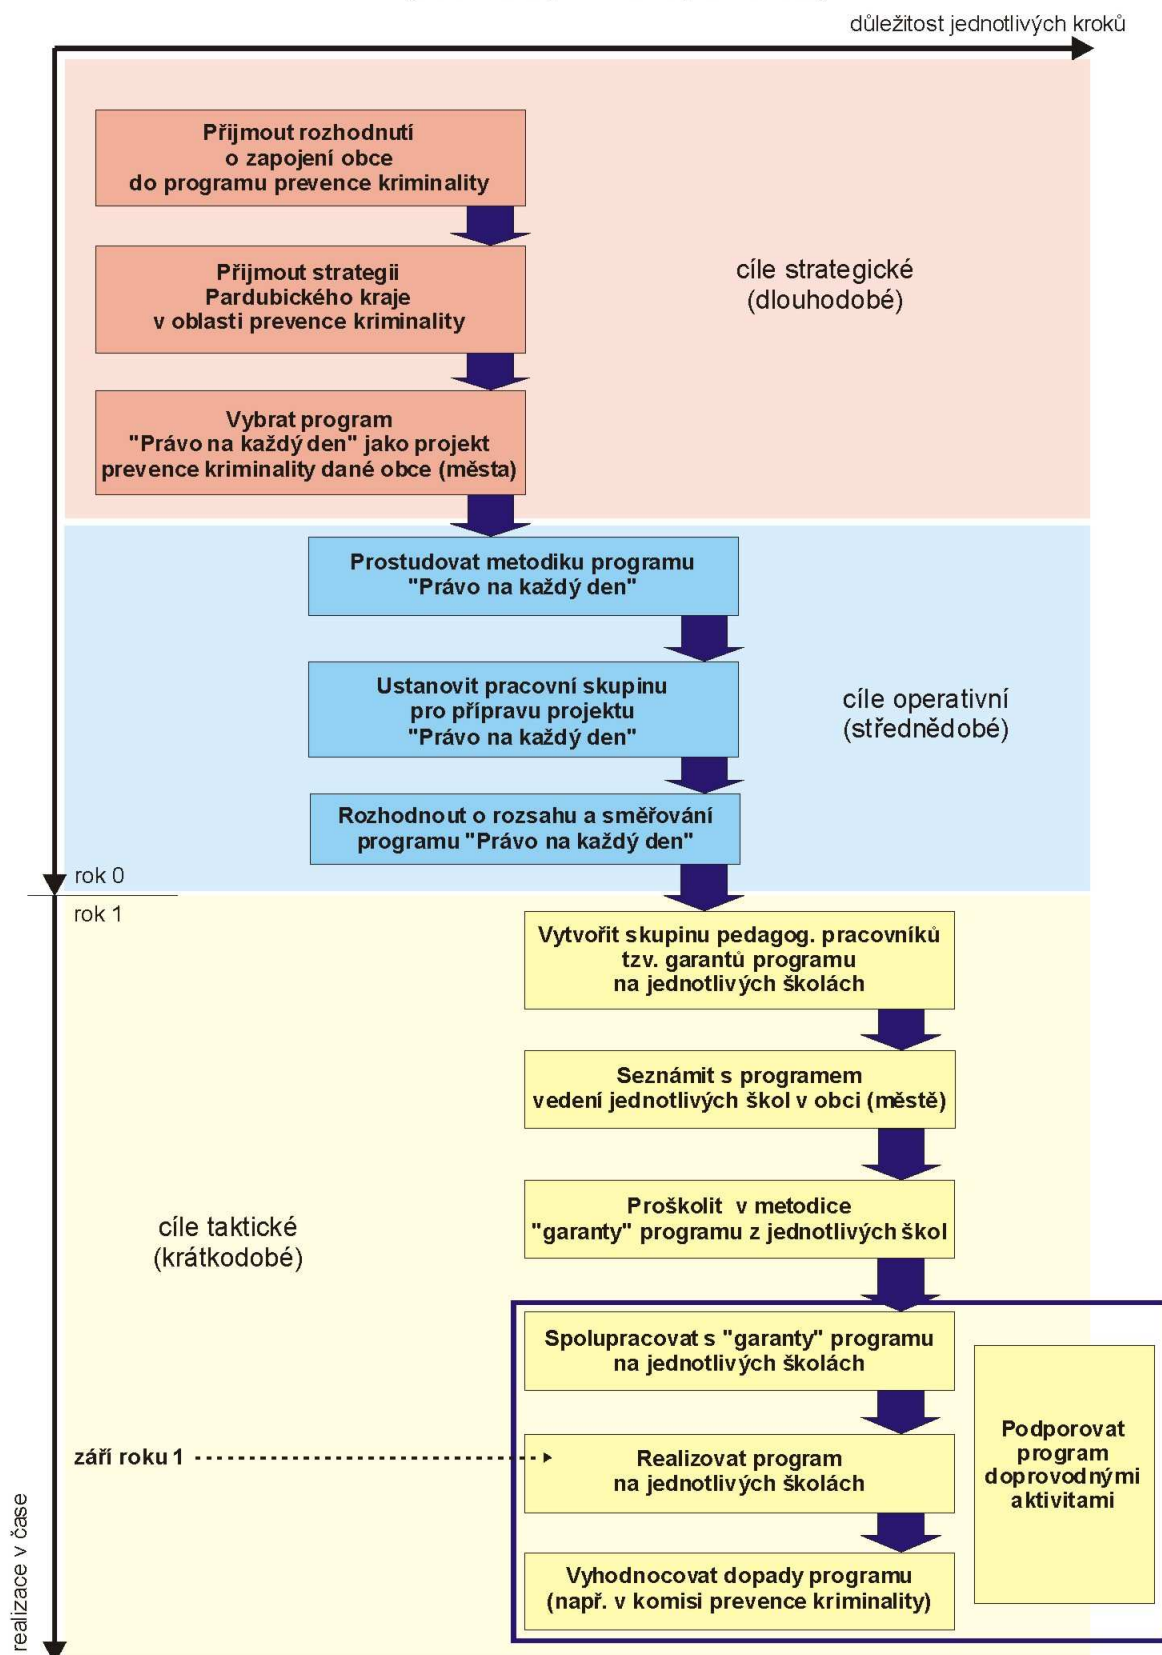 důležitost jednotlivých kroků
Přijmout rozhodnutí
o zapojení obce
do programu prevence kriminality
Přijmout strategii
Pardubického kraje
v oblasti prevence kriminality
cíle strategické
(dlouhodobé)
Vybrat program
"Právo na každý den" jako projekt
prevence kriminality dané obce (města)
Prostudovat metodiku programu
"Právo na každý den"
Ustanovit pracovní skupinu
pro přípravu projektu
"Právo na každý den"
cíle operativní
(střednědobé)
Rozhodnout o rozsahu a směřování
programu "Právo na každý den"
rok 0
rok 1
Vytvořit skupinu pedagog. pracovníků
tzv. garantů programu
na jednotlivých školách
Seznámit s programem
vedení jednotlivých škol v obci (městě)
Proškolit v metodice
"garanty" programu z jednotlivých škol
cíle taktické
(krátkodobé)
Spolupracovat s "garanty" programu
na jednotlivých školách
Podporovat
program
doprovodnými
aktivitami
září roku 1
Realizovat program
na jednotlivých školách
Vyhodnocovat dopady programu
(např. v komisi prevence kriminality)
realizace v čase